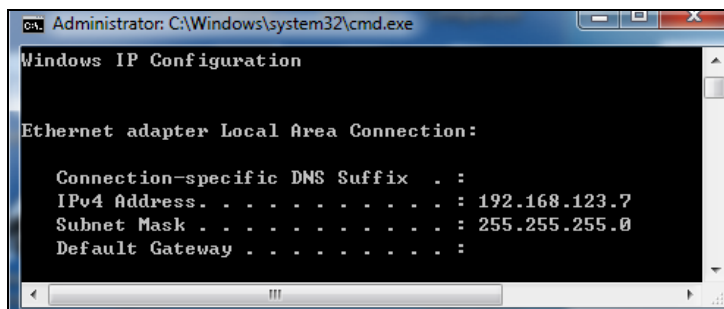 Administrator: C:\Windows\system32\cmd.exe
Windows IP Configuration
Ethernet adapter Local Area Connection:
Connection-specific DNS Suffix . :
IPv4 Address. . . . . . . . . . . : 192.168.123.7
Subnet Mask . . . . . . . . . . . : 255.255.255.0
Default Gateway . . . . . . . . . :